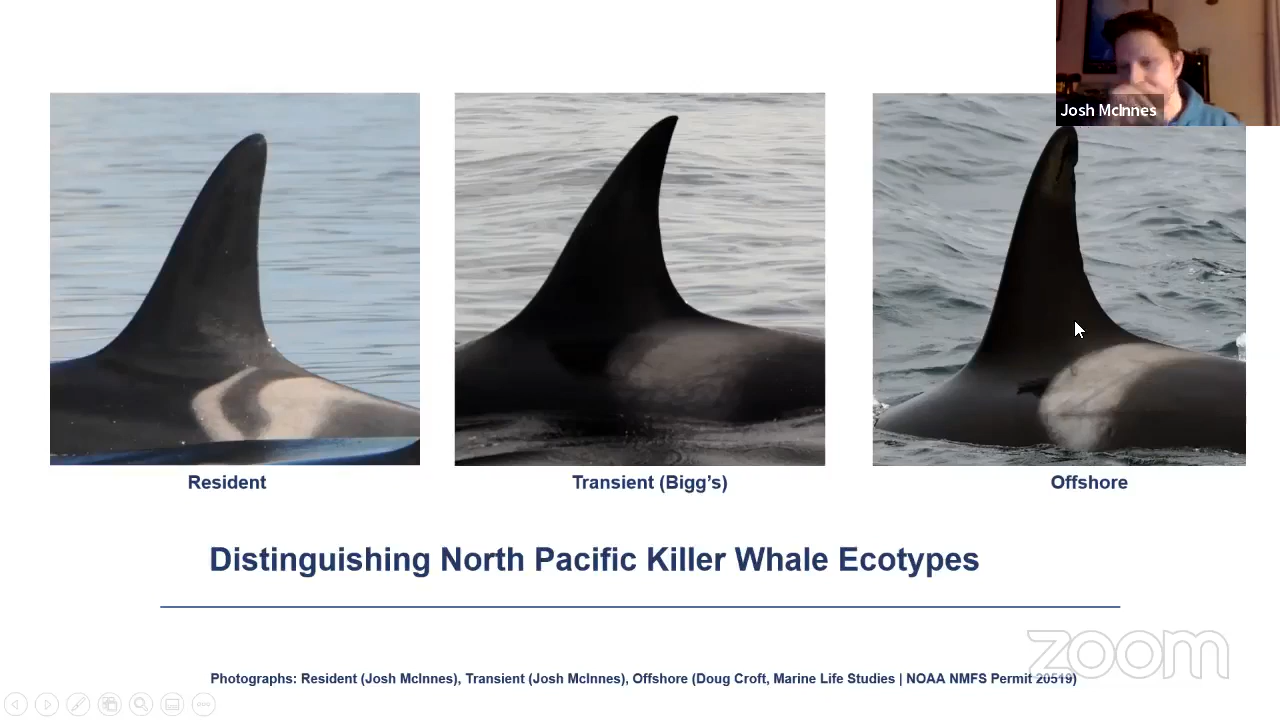 Josh McInnes
Resident
Transient (Bigg's)
Offshore
Distinguishing North Pacific Killer Whale Ecotypes
zoom
Photographs: Resident (Josh McInnes), Transient (Josh McInnes), Offshore (Doug Croft, Marine Life Studies | NOAA NMFS Permit 20519)